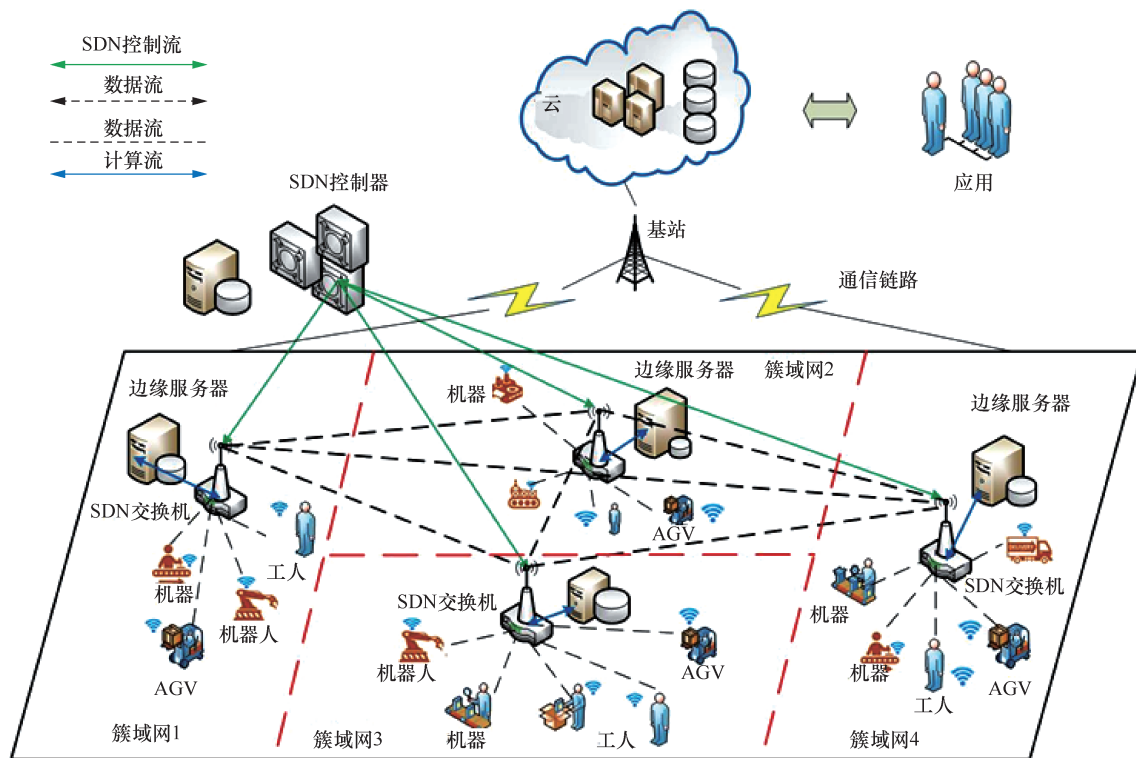 SDN控制流
数据流
数据流
计算流
云
应用
SDN控制器
基站
通信链路
边缘服务器
机器
边缘服务器
簇域网2
边缘服务器
SDN交换机
工人
机器
机器人
AGV
簇域网1
AGV
SDN交换机
机器人
机器
工人
AGV
簇域网3
DELIVERY
SDN交换机
机器
机器
工人
AGV
簇域网4